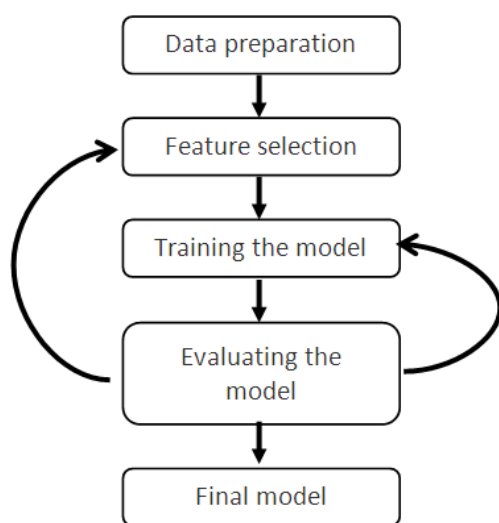 Data preparation
Feature selection
Training the model
Evaluating the
model
Final model